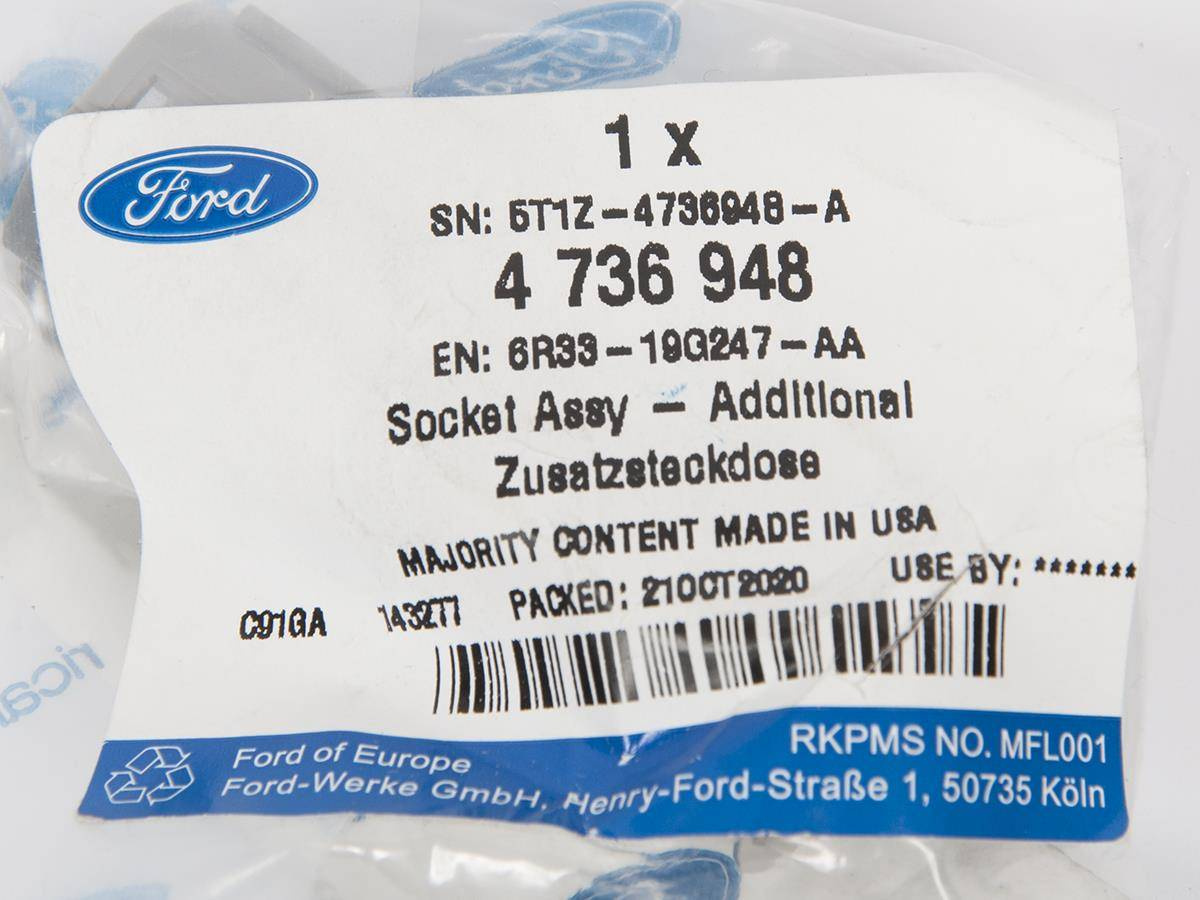 Ford
1 x
SN: 5T1Z-4736948-A
4 736 948
EN: 6R33-19G247-AA
Socket Assy - Additional
Zusatzsteckdose
MAJORITY CONTENT MADE IN USA
C91GA 143277 PACKED: 21OCT2020 USE BY: *******
RKPMS NO. MFL001
Ford of Europe
Ford-Werke GmbH, Henry-Ford-Straße 1, 50735 Köln